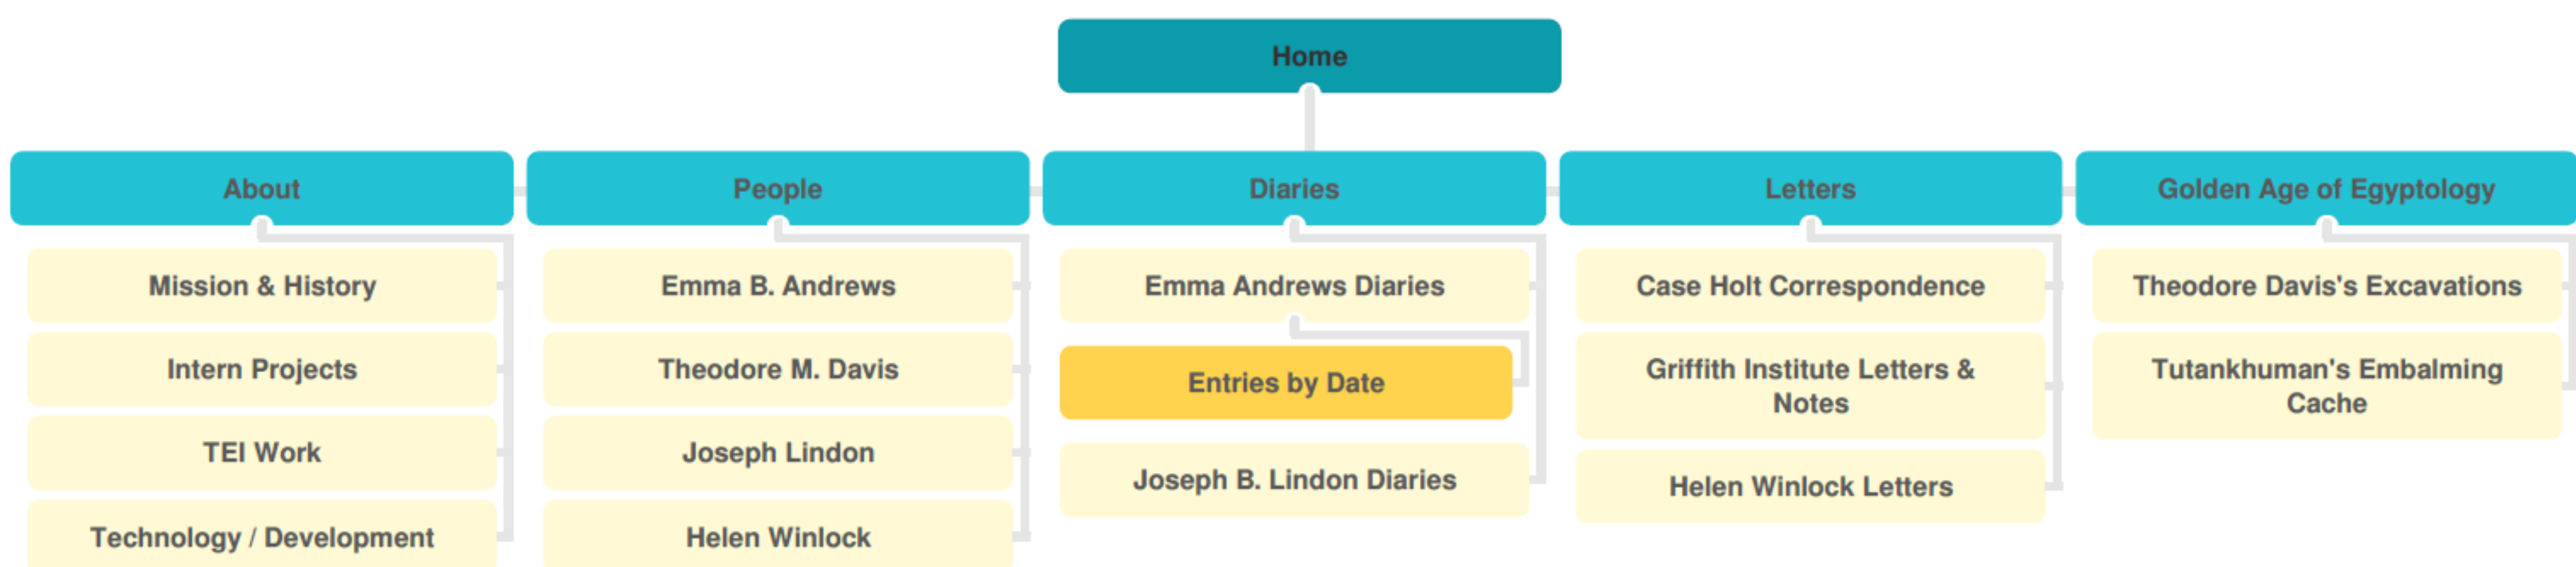 Home
About
People
Diaries
Letters
Golden Age of Egyptology
Mission & History
Intern Projects
TEI Work
Technology / Development
Emma B. Andrews
Theodore M. Davis
Joseph Lindon
Helen Winlock
Emma Andrews Diaries
Entries by Date
Joseph B. Lindon Diaries
Case Holt Correspondence
Griffith Institute Letters &
Notes
Helen Winlock Letters
Theodore Davis's Excavations
Tutankhuman's Embalming
Cache